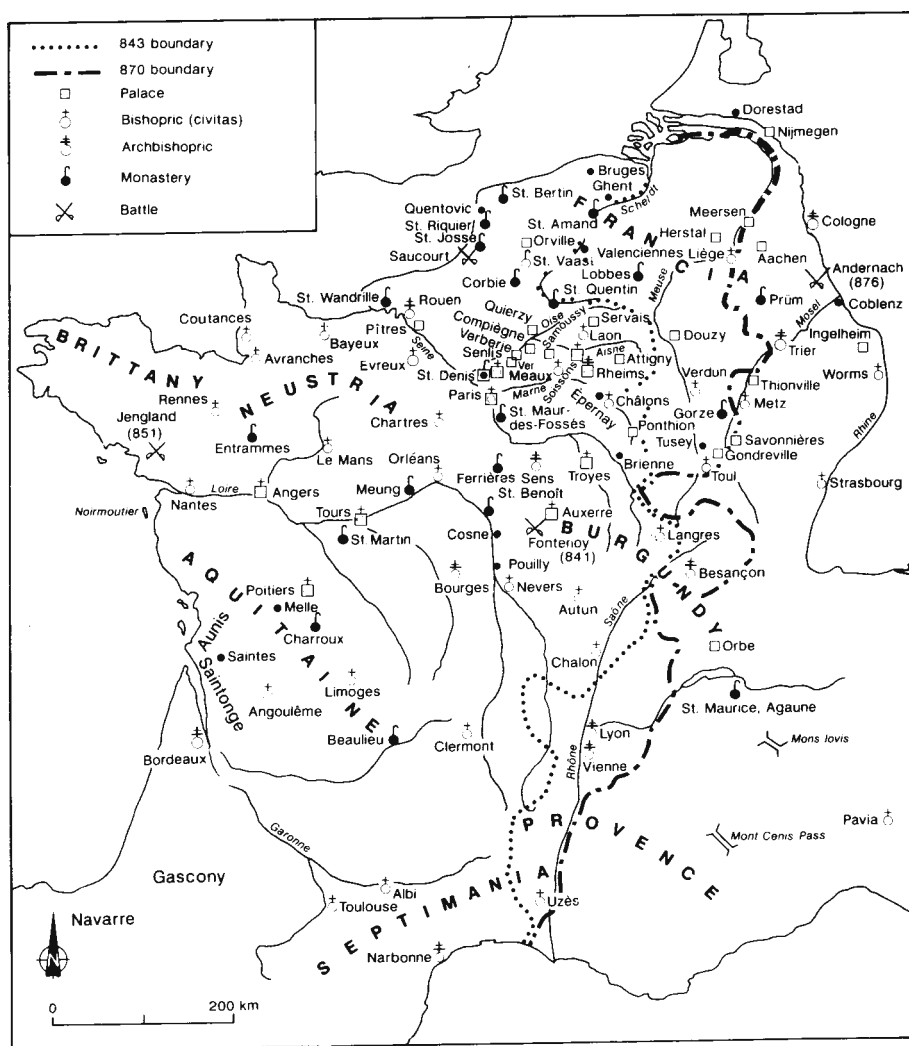 843 boundary
870 boundary
Palace
Bishopric (civitas)
Archbishopric
Monastery
Battle
Dorestad
Nijmegen
Bruges
Ghent
St. Bertin
Scheldt
FRANCIA
Quentovic
St. Riquier
St. Josse
Saucourt
St. Amand
Orville
St. Vaast
Valenciennes
Meersen
Herstal
Liège
Cologne
Aachen
Andernach
(876)
Corbie
Lobbes
Meuse
St. Quentin
Prüm
Mosel
Coblenz
St. Wandrille
Rouen
Coutances
Bayeux
Pîtres
Quierzy
Oise
Samoussy
Servais
Compiègne
Laon
Verberie
Douzy
Ingelheim
Trier
BRITTANY
Avranches
Evreux
Seine
Senlis
Ver
Aisne
Attigny
St. Denis
Meaux
Soissons
Rheims
Verdun
Thionville
Worms
Metz
Rennes
NEUSTRIA
Paris
Marne
Epernay
Châlons
Gorze
Rhine
Jengland
(851)
Entrammes
Chartres
St. Maur-
des-Fossés
Ponthion
Tusey
Savonnières
Gondreville
Le Mans
Orléans
Ferrières
Sens
Troyes
Brienne
Toul
Strasbourg
Loire
Nantes
Angers
Meung
St. Benoît
Noirmoutier
Tours
Auxerre
St. Martin
Cosne
Fontenoy
(841)
BURGUNDY
Langres
Pouilly
Besançon
AQUITAINE
Bourges
Nevers
Autun
Saône
Poitiers
Melle
Aunis
Charroux
Orbe
Saintes
Saintonge
Chalon
Limoges
Angoulême
St. Maurice, Agaune
Beaulieu
Clermont
Lyon
Mons Iovis
Bordeaux
Rhône
Vienne
PROVENCE
Pavia
Mont Cenis Pass
Garonne
Gascony
Albi
SEPTIMANIA
Uzès
Toulouse
Navarre
N
Narbonne
0 200 km